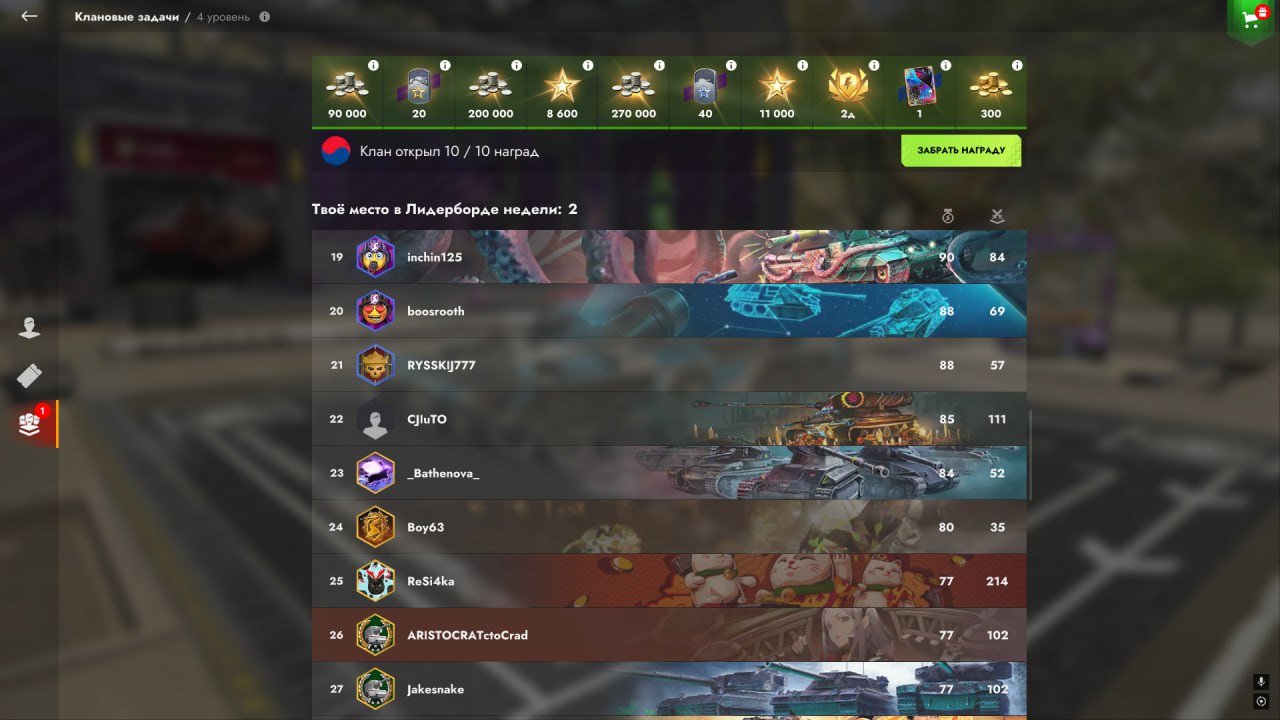 Клановые задачи / 4 уровень
90 000 20 200 000 8 600 270 000 40 11 000 2д 1 300
Клан открыл 10 / 10 наград
ЗАБРАТЬ НАГРАДУ
Твоё место в Лидерборде недели: 2
19 inchin125 90 84
20 boosrooth 88 69
21 RYSSKIJ777 88 57
22 CJIuTO 85 111
1
23 _Bathenova_ 84 52
24 Boy63 80 35
25 ReSi4ka 77 214
26 ARISTOCRATctoCrad 77 102
27 Jakesnake 77 102